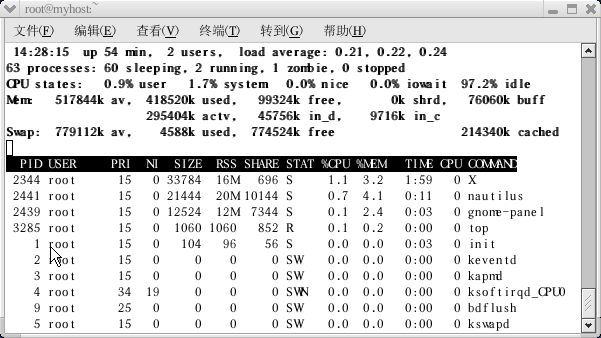 root@myhost:~
文件(F) 编辑(E) 查看(V) 终端(T) 转到(G) 帮助(H)
14:28:15 up 54 min, 2 users, load average: 0.21, 0.22, 0.24
63 processes: 60 sleeping, 2 running, 1 zombie, 0 stopped
CPU states: 0.9% user 1.7% system 0.0% nice 0.0% iowait 97.2% idle
Mem: 517844k av, 418520k used, 99324k free, 0k shrd, 76060k buff
295404k actv, 45756k in_d, 9716k in_c
Swap: 779112k av, 4588k used, 774524k free 214340k cached
PID USER PRI NI SIZE RSS SHARE STAT %CPU %MEM TIME CPU COMMAND
2344 root 15 0 33784 16M 696 S 1.1 3.2 1:59 0 X
2441 root 15 0 21444 20M 10144 S 0.7 4.1 0:11 0 nautilus
2439 root 15 0 12524 12M 7344 S 0.1 2.4 0:03 0 gnome-panel
3285 root 15 0 1060 1060 852 R 0.1 0.2 0:00 0 top
1 root 15 0 104 96 56 S 0.0 0.0 0:03 0 init
2 root 15 0 0 0 0 SW 0.0 0.0 0:00 0 keventd
3 root 15 0 0 0 0 SW 0.0 0.0 0:00 0 kapmd
4 root 34 19 0 0 0 SWN 0.0 0.0 0:00 0 ksoftirqd_CPU0
9 root 25 0 0 0 0 SW 0.0 0.0 0:00 0 bdflush
5 root 15 0 0 0 0 SW 0.0 0.0 0:00 0 kswapd